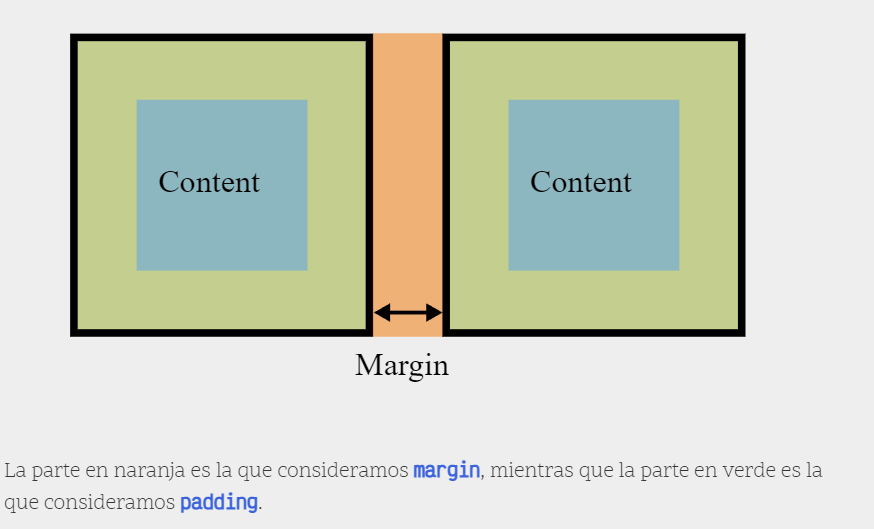 Content Content
Margin
La parte en naranja es la que consideramos margin, mientras que la parte en verde es la
que consideramos padding.